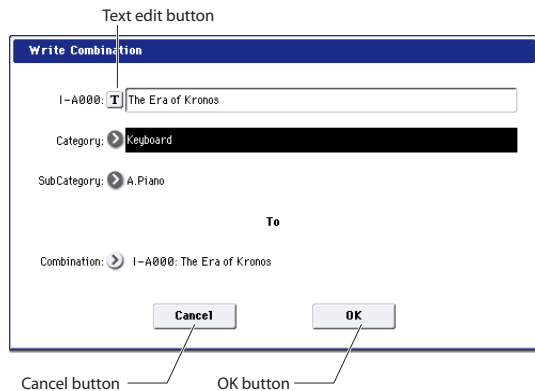 Text edit button
Write Combination
I-A000: T The Era of Kronos
Category: Keyboard
SubCategory: A.Piano
To
Combination: I-A000: The Era of Kronos
Cancel OK
Cancel button OK button